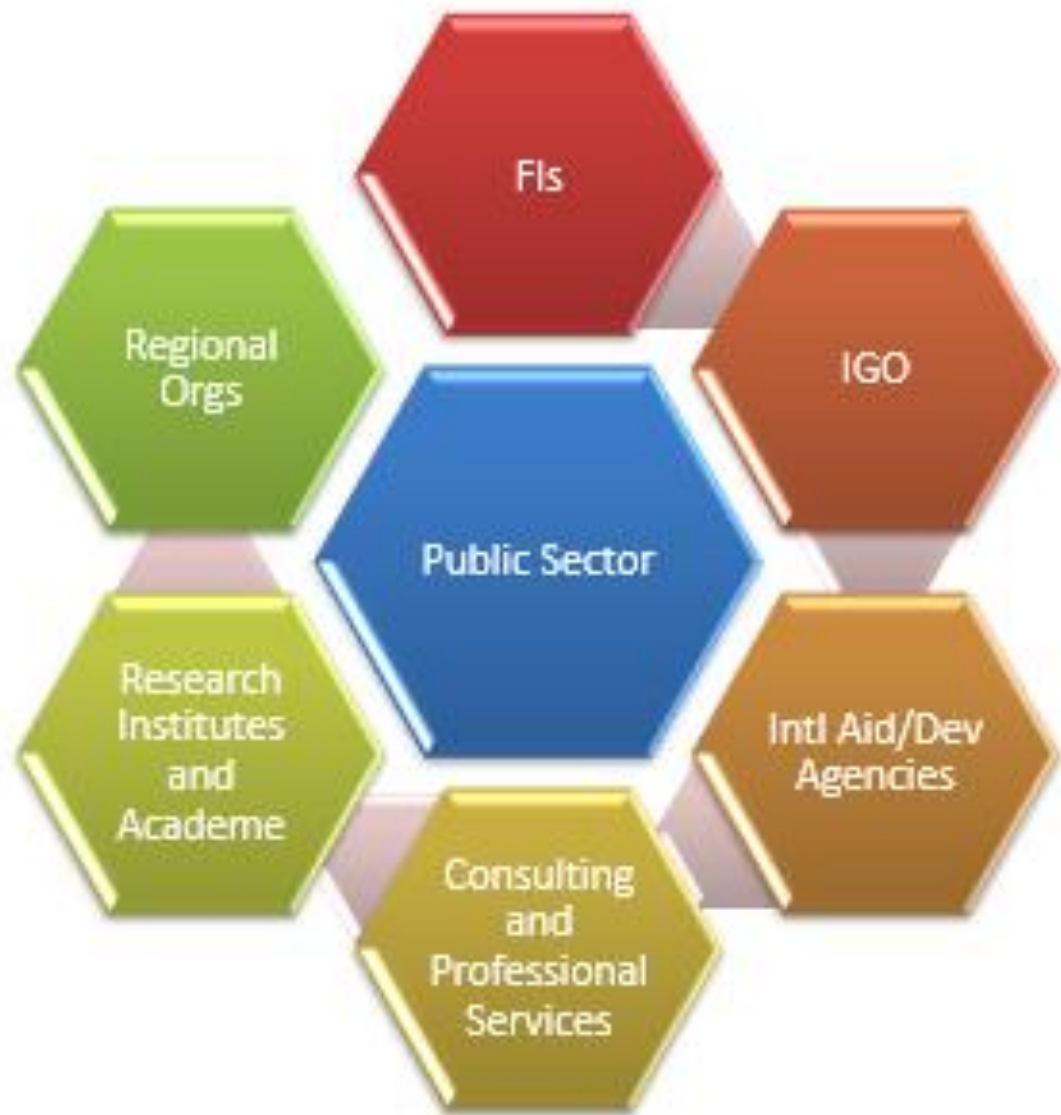 FIs
IGO
Intl Aid/Dev
Agencies
Consulting
and
Professional
Services
Research
Institutes
and
Academe
Regional
Orgs
Public Sector